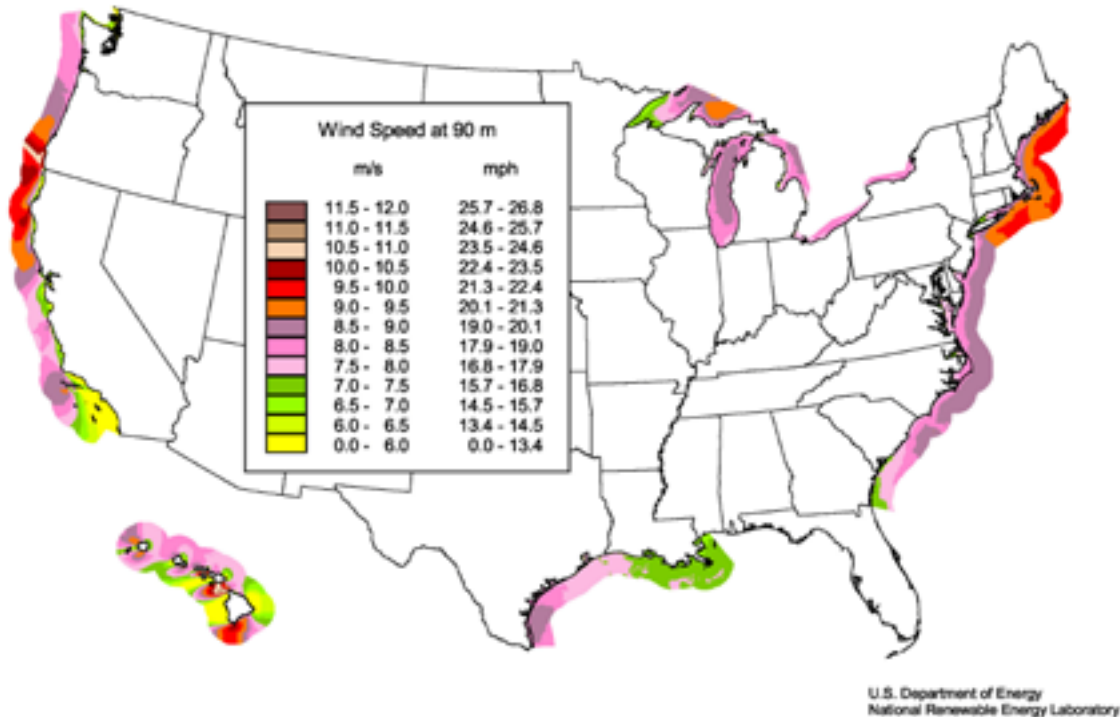 Wind Speed at 90 m
m/s mph
11.5 - 12.0 25.7 - 26.8
11.0 - 11.5 24.6 - 25.7
10.5 - 11.0 23.5 - 24.6
10.0 - 10.5 22.4 - 23.5
9.5 - 10.0 21.3 - 22.4
9.0 - 9.5 20.1 - 21.3
8.5 - 9.0 19.0 - 20.1
8.0 - 8.5 17.9 - 19.0
7.5 - 8.0 16.8 - 17.9
7.0 - 7.5 15.7 - 16.8
6.5 - 7.0 14.5 - 15.7
6.0 - 6.5 13.4 - 14.5
0.0 - 6.0 0.0 - 13.4
U.S. Department of Energy
National Renewable Energy Laboratory